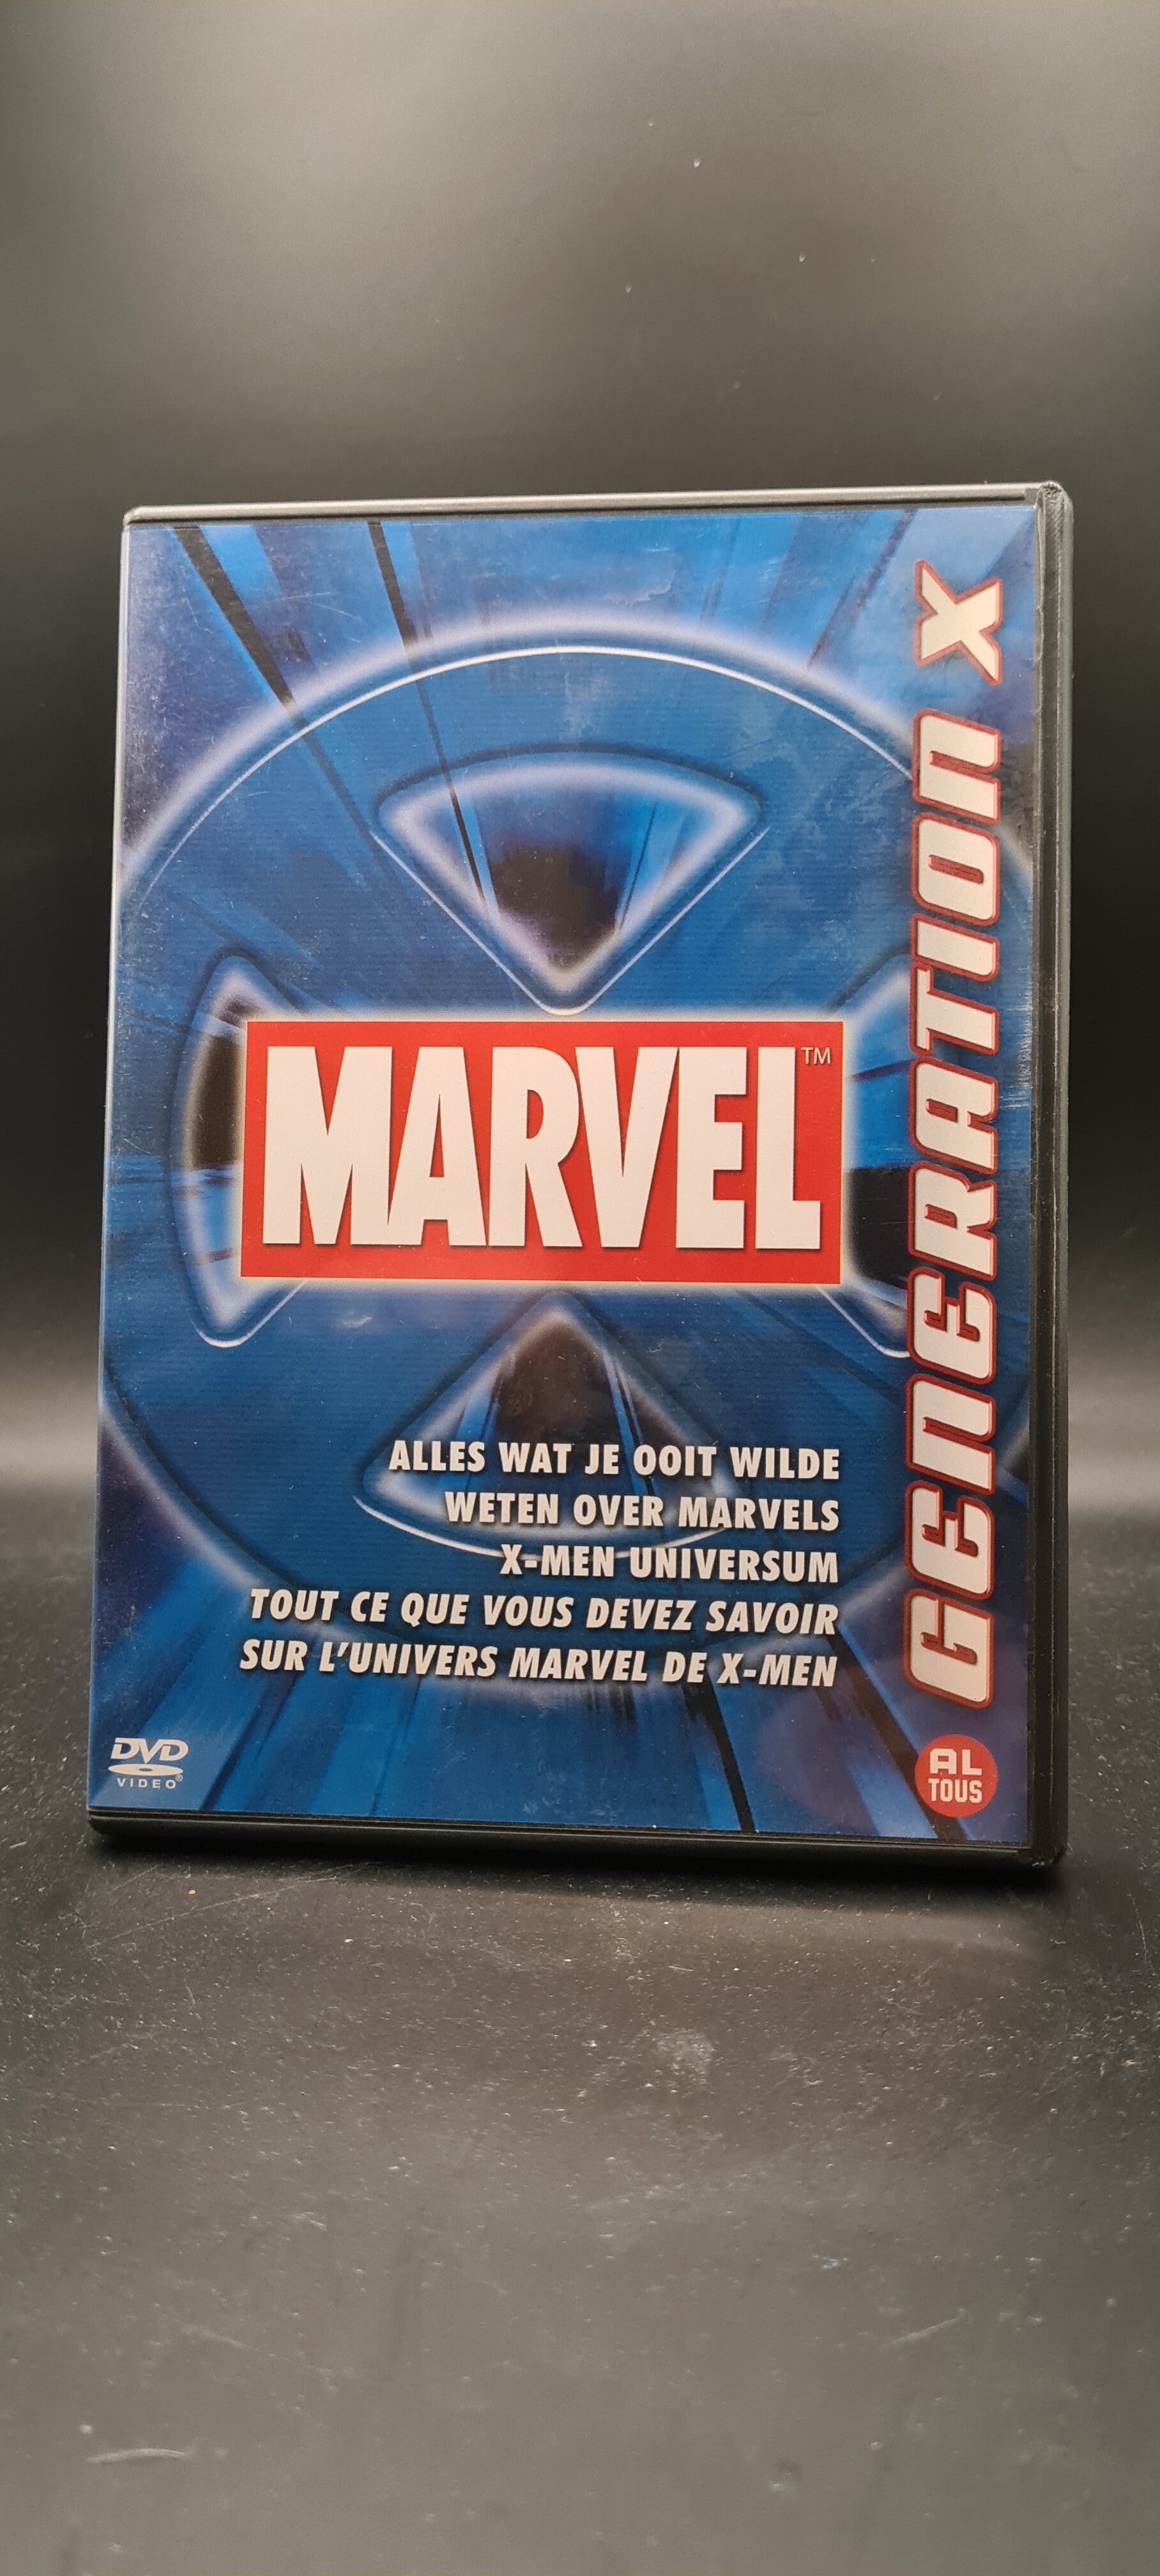 GENERATION X
MARVEL™
ALLES WAT JE OOIT WILDE
WETEN OVER MARVELS
X-MEN UNIVERSUM
TOUT CE QUE VOUS DEVEZ SAVOIR
SUR L'UNIVERS MARVEL DE X-MEN
DVD
VIDEO®
AL
TOUS